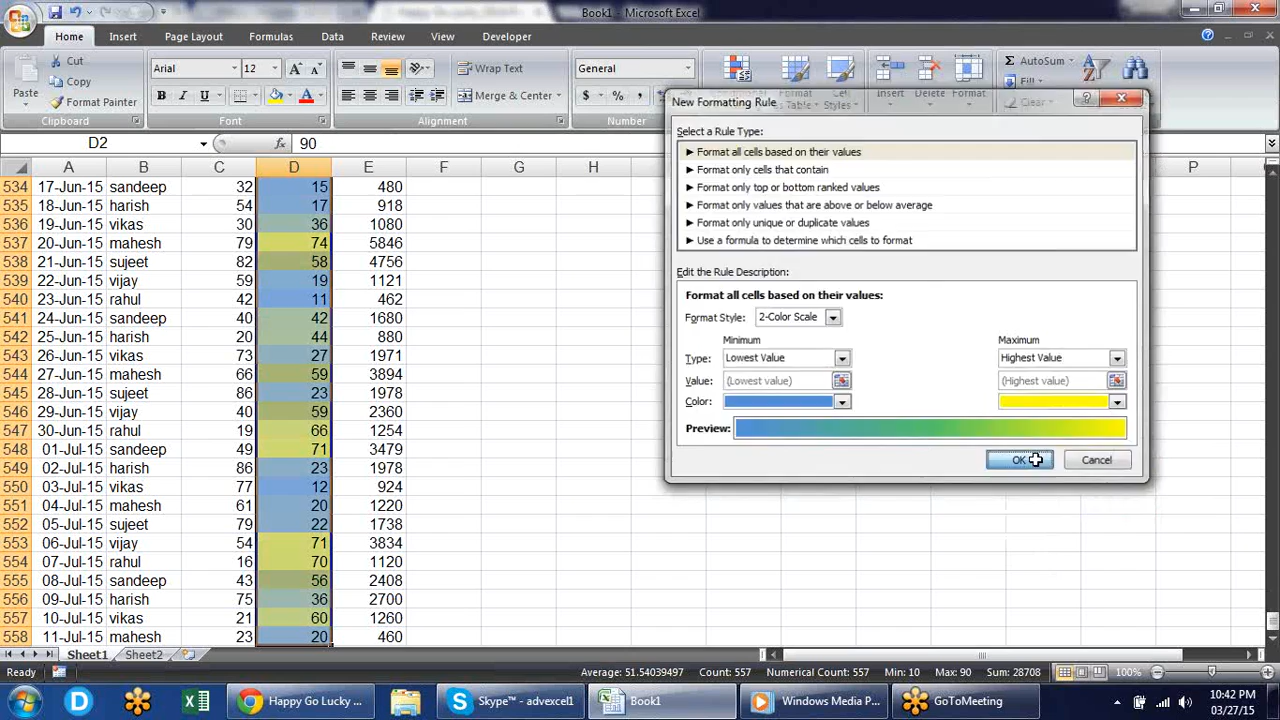 Book1 - Microsoft Excel
Home Insert Page Layout Formulas Data Review View Developer
Paste Cut Arial 12 Wrap Text General AutoSum
Copy Fill
Format Painter B I U A Merge & Center $ % , Styles Insert Delete Format Clear
Clipboard Font Alignment Number
D2 fx 90
A B C D E F G H P
534 17-Jun-15 sandeep 32 15 480
535 18-Jun-15 harish 54 17 918
536 19-Jun-15 vikas 30 36 1080
537 20-Jun-15 mahesh 79 74 5846
538 21-Jun-15 sujeet 82 58 4756
539 22-Jun-15 vijay 59 19 1121
540 23-Jun-15 rahul 42 11 462
541 24-Jun-15 sandeep 40 42 1680
542 25-Jun-15 harish 20 44 880
543 26-Jun-15 vikas 73 27 1971
544 27-Jun-15 mahesh 66 59 3894
545 28-Jun-15 sujeet 86 23 1978
546 29-Jun-15 vijay 40 59 2360
547 30-Jun-15 rahul 19 66 1254
548 01-Jul-15 sandeep 49 71 3479
549 02-Jul-15 harish 86 23 1978
550 03-Jul-15 vikas 77 12 924
551 04-Jul-15 mahesh 61 20 1220
552 05-Jul-15 sujeet 79 22 1738
553 06-Jul-15 vijay 54 71 3834
554 07-Jul-15 rahul 16 70 1120
555 08-Jul-15 sandeep 43 56 2408
556 09-Jul-15 harish 75 36 2700
557 10-Jul-15 vikas 21 60 1260
558 11-Jul-15 mahesh 23 20 460
New Formatting Rule
Select a Rule Type:
► Format all cells based on their values
► Format only cells that contain
► Format only top or bottom ranked values
► Format only values that are above or below average
► Format only unique or duplicate values
► Use a formula to determine which cells to format
Edit the Rule Description:
Format all cells based on their values:
Format Style: 2-Color Scale
Minimum Maximum
Type: Lowest Value Highest Value
Value: (Lowest value) (Highest value)
Color:
Preview:
OK Cancel
Sheet1 Sheet2
Ready Average: 51.54039497 Count: 557 Numerical Count: 557 Min: 10 Max: 90 Sum: 28708 100%
D Happy Go Lucky ... Skype™ - advexcel1 Book1 Windows Media P... GoToMeeting 10:42 PM
03/27/15